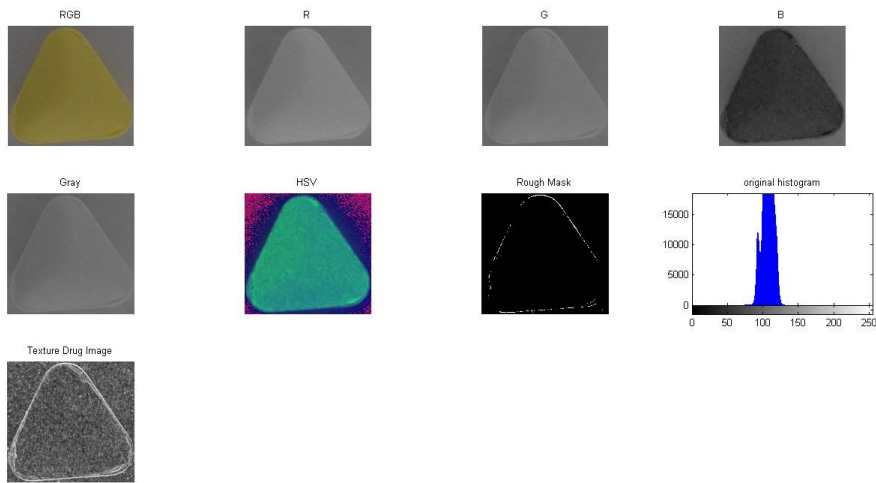 RGB
R
G
B
Gray
HSV
Rough Mask
original histogram
15000
10000
5000
0
0
50
100
150
200
250
Texture Drug Image